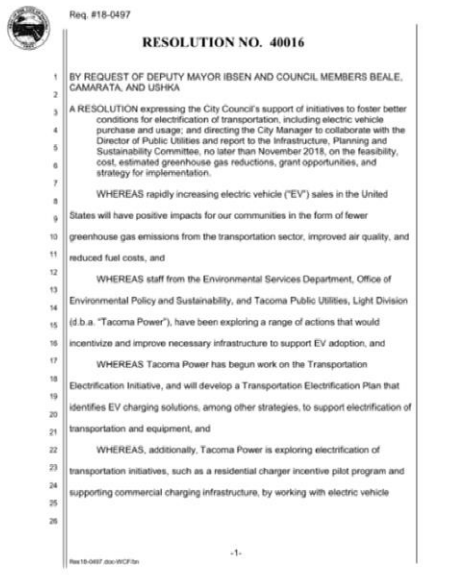 Req. #18-0497
RESOLUTION NO. 40016
1 BY REQUEST OF DEPUTY MAYOR IBSEN AND COUNCIL MEMBERS BEALE,
2 CAMARATA, AND USHKA
3 A RESOLUTION expressing the City Council's support of initiatives to foster better
4 conditions for electrification of transportation, including electric vehicle
purchase and usage; and directing the City Manager to collaborate with the
5 Director of Public Utilities and report to the Infrastructure, Planning and
Sustainability Committee, no later than November 2018, on the feasibility,
6 cost, estimated greenhouse gas reductions, grant opportunities, and
strategy for implementation.
7
8 WHEREAS rapidly increasing electric vehicle ("EV") sales in the United
9 States will have positive impacts for our communities in the form of fewer
10 greenhouse gas emissions from the transportation sector, improved air quality, and
11 reduced fuel costs, and
12
13 WHEREAS staff from the Environmental Services Department, Office of
14 Environmental Policy and Sustainability, and Tacoma Public Utilities, Light Division
15 (d.b.a. "Tacoma Power"), have been exploring a range of actions that would
16 incentivize and improve necessary infrastructure to support EV adoption, and
17 WHEREAS Tacoma Power has begun work on the Transportation
18
19 Electrification Initiative, and will develop a Transportation Electrification Plan that
20 identifies EV charging solutions, among other strategies, to support electrification of
21 transportation and equipment, and
22 WHEREAS, additionally, Tacoma Power is exploring electrification of
23 transportation initiatives, such as a residential charger incentive pilot program and
24
25 supporting commercial charging infrastructure, by working with electric vehicle
26
-1-
Res18-0497.doc-WCF/bn